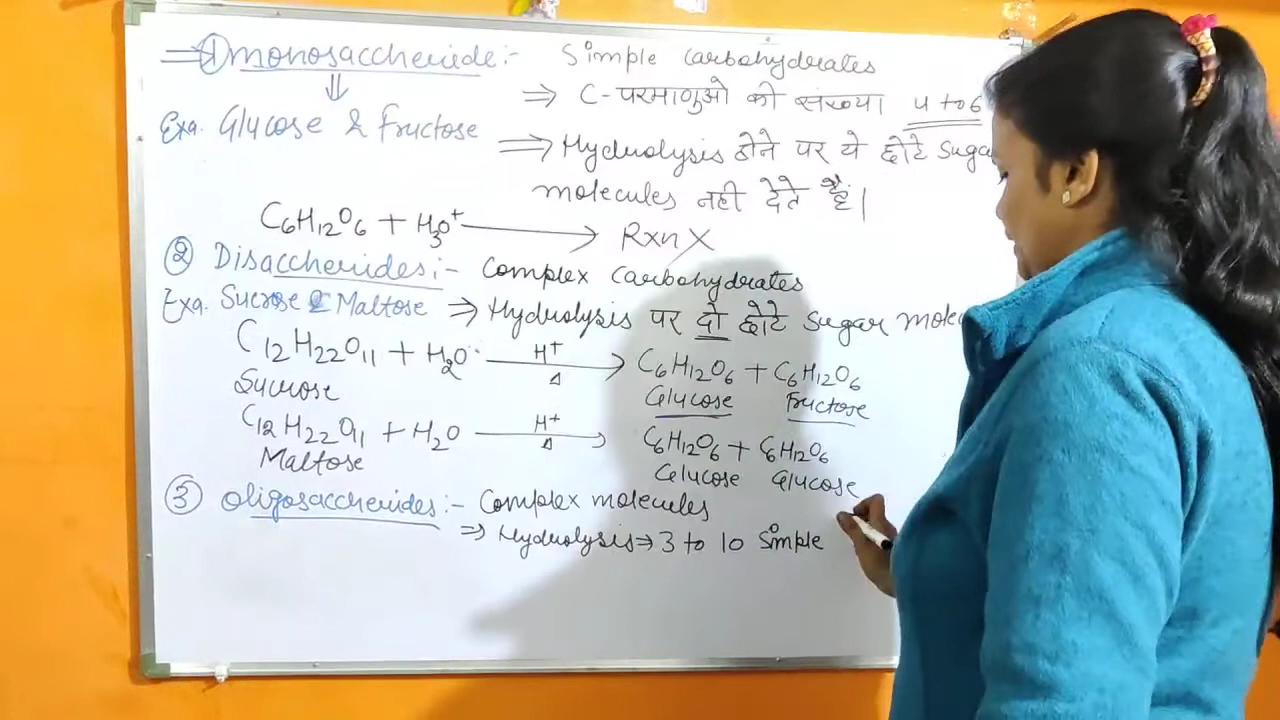 ⇒ ① monosaccheride :- Simple carbohydrates
⇓ ⇒ C-परमाणुओ की संख्या 4 to 6
Exa. Glucose & Fructose
⇒ Hydrolysis होने पर ये छोटे Sugar
molecules नही देते है।
C6H12O6 + H3O+ → Rxn X
② Disaccherides :- Complex Carbohydrates
Exa. Sucrose & Maltose ⇒ Hydrolysis पर दो छोटे Sugar
C12H22O11 + H2O H+ Δ → C6H12O6 + C6H12O6
Sucrose Glucose Fructose
C12H22O11 + H2O H+ Δ → C6H12O6 + C6H12O6
Maltose Glucose Glucose
③ Oligosaccherides :- Complex molecules
⇒ Hydrolysis ⇒ 3 to 10 Simple